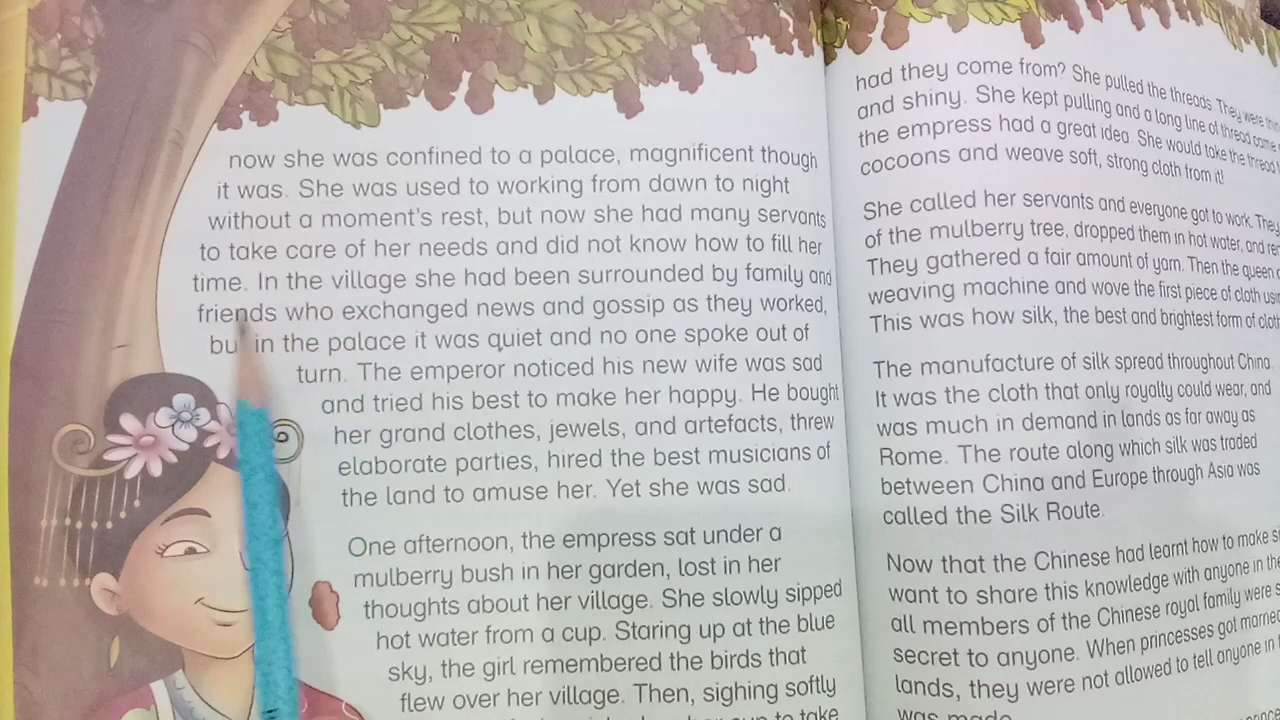 now she was confined to a palace, magnificent though
it was. She was used to working from dawn to night
without a moment's rest, but now she had many servants
to take care of her needs and did not know how to fill her
time. In the village she had been surrounded by family and
friends who exchanged news and gossip as they worked,
but in the palace it was quiet and no one spoke out of
turn. The emperor noticed his new wife was sad
and tried his best to make her happy. He bought
her grand clothes, jewels, and artefacts, threw
elaborate parties, hired the best musicians of
the land to amuse her. Yet she was sad.
One afternoon, the empress sat under a
mulberry bush in her garden, lost in her
thoughts about her village. She slowly sipped
hot water from a cup. Staring up at the blue
sky, the girl remembered the birds that
flew over her village. Then, sighing softly
cup to take
had they come from? She pulled the threads. They were
and shiny. She kept pulling and a long line of thread came
the empress had a great idea. She would take the thread
cocoons and weave soft, strong cloth from it!
She called her servants and everyone got to work. They
of the mulberry tree, dropped them in hot water, and
They gathered a fair amount of yarn. Then the queen
weaving machine and wove the first piece of cloth
This was how silk, the best and brightest form of
The manufacture of silk spread throughout China.
It was the cloth that only royalty could wear, and
was much in demand in lands as far away as
Rome. The route along which silk was traded
between China and Europe through Asia was
called the Silk Route.
Now that the Chinese had learnt how to make
want to share this knowledge with anyone in
all members of the Chinese royal family were
secret to anyone. When princesses got married
lands, they were not allowed to tell anyone in
was made